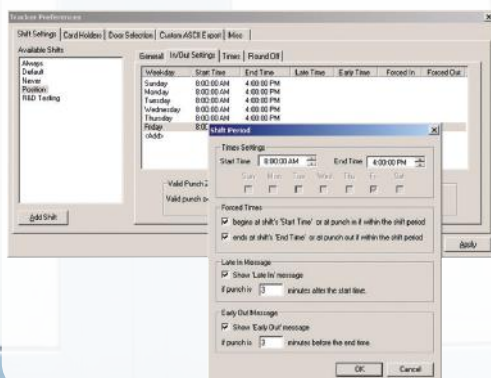 Tracker Preferences
Shift Settings Card Holders Door Selection Custom ASCII Export Misc
Available Shifts
Always
Default
Never
Position
R&D Testing
Add Shift
General In/Out Settings Times Round Off
Weekday Start Time End Time Late Time Early Time Forced In Forced Out
Sunday 8:00:00 AM 4:00:00 PM
Monday 8:00:00 AM 4:00:00 PM
Tuesday 8:00:00 AM 4:00:00 PM
Wednesday 8:00:00 AM 4:00:00 PM
Thursday 8:00:00 AM 4:00:00 PM
Friday 8:00
<Add>
Valid Punch
Valid punch
Apply
Shift Period
Times Settings
Start Time 8:00:00 AM End Time 4:00:00 PM
Sun Mon Tue Wed Thu Fri Sat
Forced Times
begins at shift's 'Start Time' or at punch in if within the shift period
ends at shift's 'End Time' or at punch out if within the shift period
Late In Message
Show 'Late In' message
if punch is 3 minutes after the start time.
Early Out Message
Show 'Early Out' message
if punch is 3 minutes before the end time.
OK Cancel